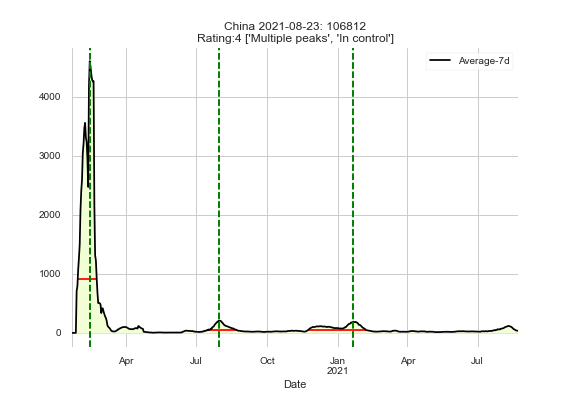 China 2021-08-23: 106812
Rating:4 ['Multiple peaks', 'In control']
Average-7d
4000
3000
2000
1000
0
Apr
Jul
Oct
Jan
2021
Apr
Jul
Date